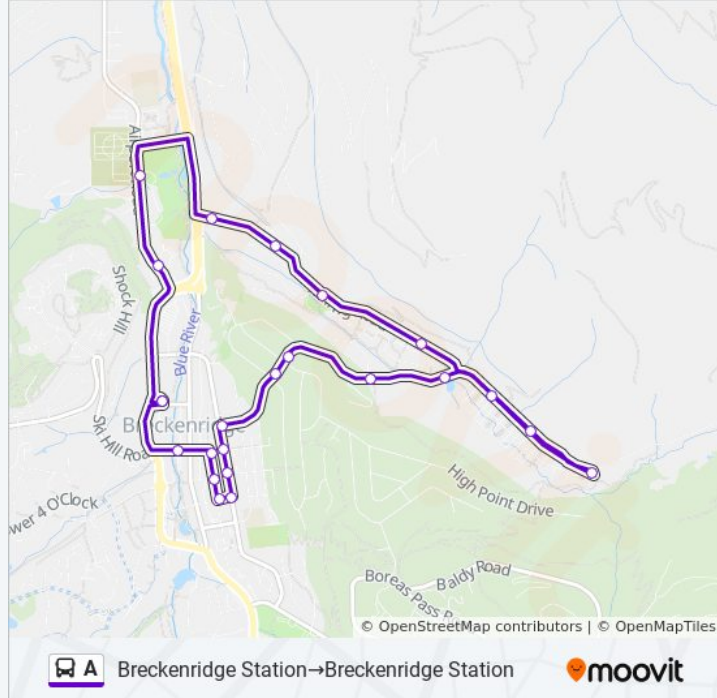 Shock Hill
Blue River
Breckenridge
Ski Hill Road
ower 4 O'Clock
High Point Drive
Baldy Road
Boreas Pass R
© OpenStreetMap contributors | © OpenMapTiles
A Breckenridge Station→Breckenridge Station
moovit